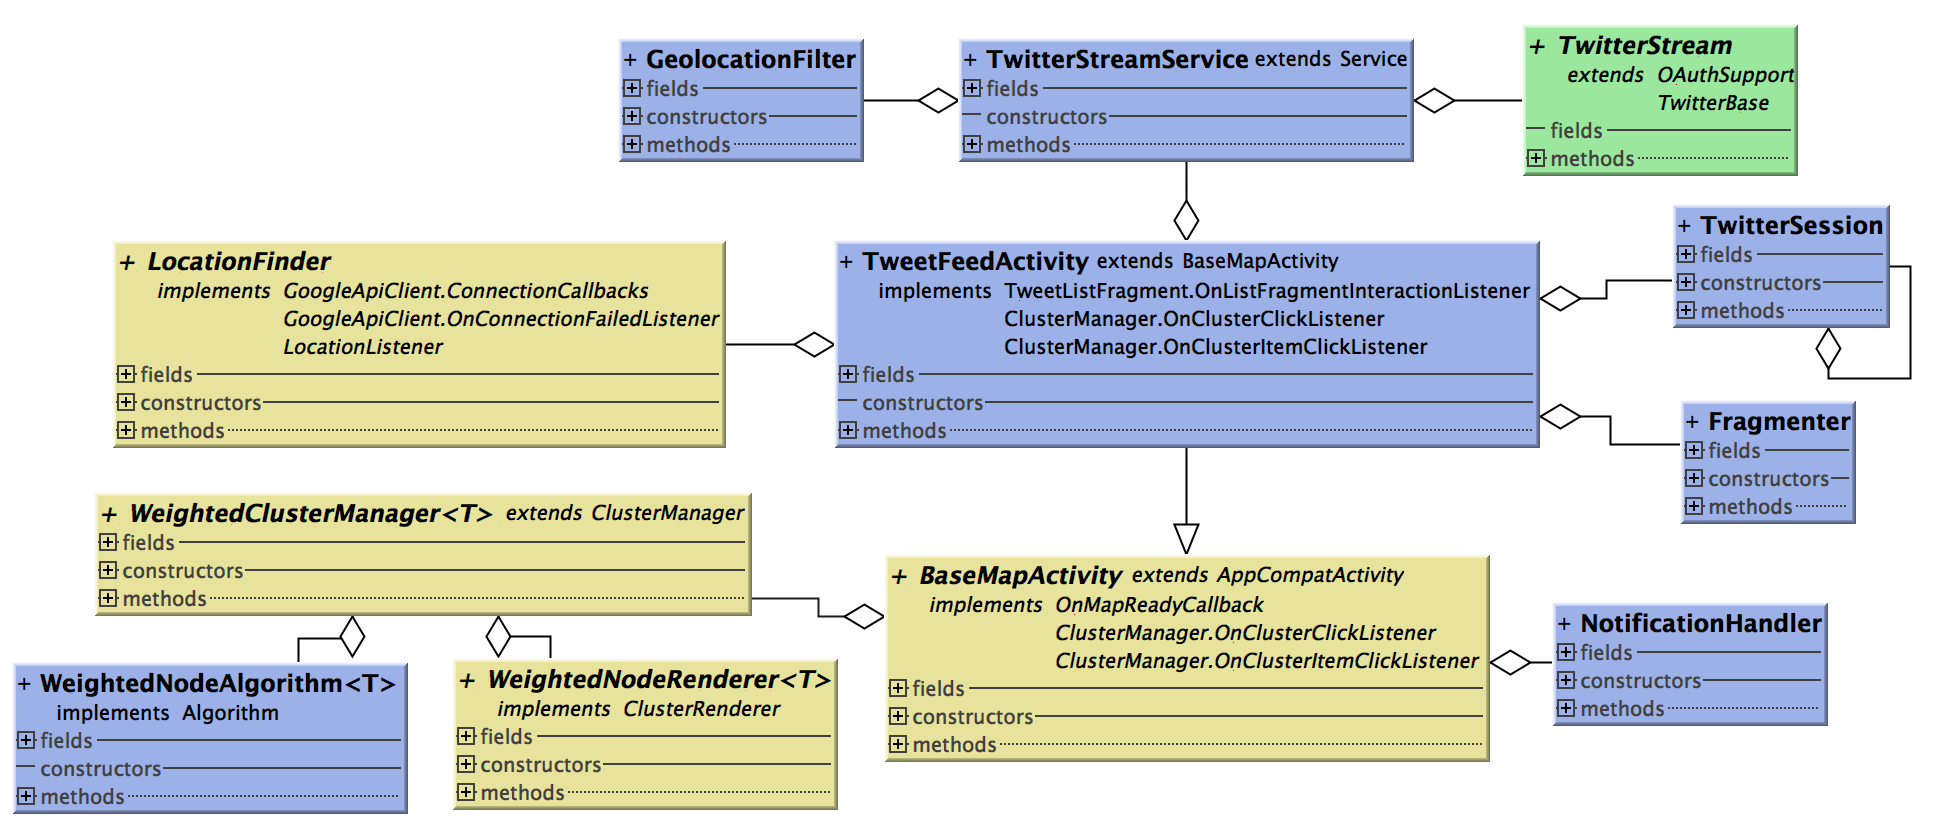 + GeolocationFilter
+ fields
+ constructors
+ methods
+ TwitterStreamService extends Service
+ fields
constructors
+ methods
+ TwitterStream
extends OAuthSupport
TwitterBase
fields
+ methods
+ LocationFinder
implements GoogleApiClient.ConnectionCallbacks
GoogleApiClient.OnConnectionFailedListener
LocationListener
+ fields
+ constructors
+ methods
+ TweetFeedActivity extends BaseMapActivity
implements TweetListFragment.OnListFragmentInteractionListener
ClusterManager.OnClusterClickListener
ClusterManager.OnClusterItemClickListener
+ fields
constructors
+ methods
+ TwitterSession
+ fields
+ constructors
+ methods
+ Fragmenter
+ fields
+ constructors
+ methods
+ WeightedClusterManager<T> extends ClusterManager
+ fields
+ constructors
+ methods
+ BaseMapActivity extends AppCompatActivity
implements OnMapReadyCallback
ClusterManager.OnClusterClickListener
ClusterManager.OnClusterItemClickListener
+ fields
+ constructors
+ methods
+ NotificationHandler
+ fields
+ constructors
+ methods
+ WeightedNodeAlgorithm<T>
implements Algorithm
+ fields
constructors
+ methods
+ WeightedNodeRenderer<T>
implements ClusterRenderer
+ fields
+ constructors
+ methods